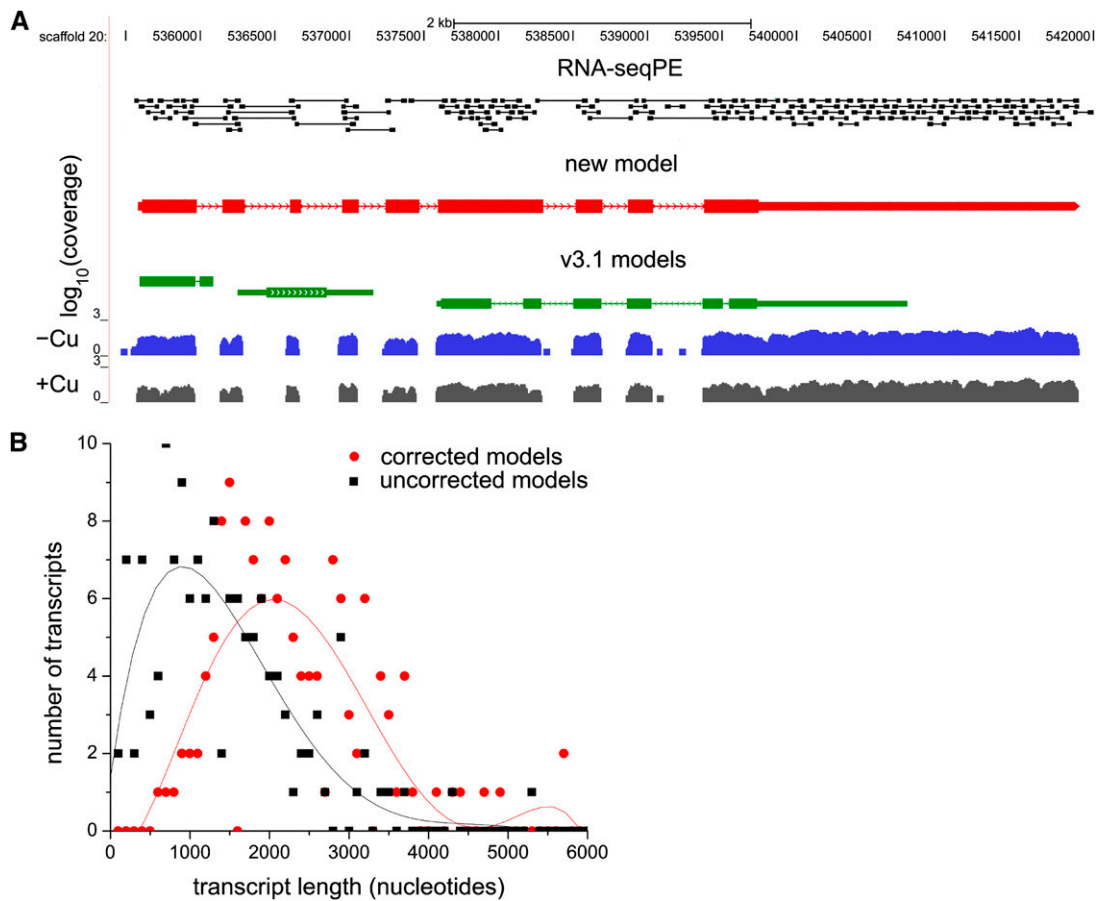 A
2 kb
scaffold 20: 536000 536500 537000 537500 538000 538500 539000 539500 540000 540500 541000 541500 542000
RNA-seqPE
new model
log10(coverage)
v3.1 models
3
−Cu
0
3
+Cu
0
B
10
corrected models
uncorrected models
8
6
4
2
0
number of transcripts
0 1000 2000 3000 4000 5000 6000
transcript length (nucleotides)